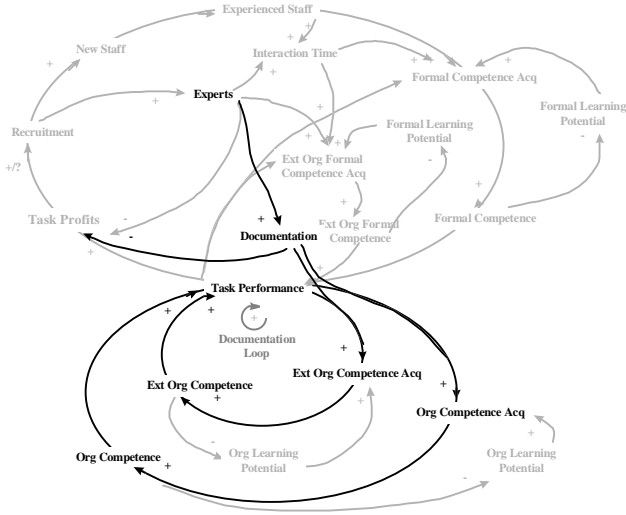 Experienced Staff
+
New Staff
+
Interaction Time
+
+
+
+
Formal Competence Acq
Experts
+
+
Formal Learning
Potential
-
Recruitment
+/?
Formal Learning
Potential
-
+
+
Ext Org Formal
Competence Acq
+
+
Task Profits
-
-
+
+
Documentation
Ext Org Formal
Competence
+
Formal Competence
+
Task Performance
+
+
+
Documentation
Loop
+
Ext Org Competence Acq
Ext Org Competence
+
+
+
Org Competence Acq
-
Org Learning
Potential
+
Org Learning
Potential
-
Org Competence
+